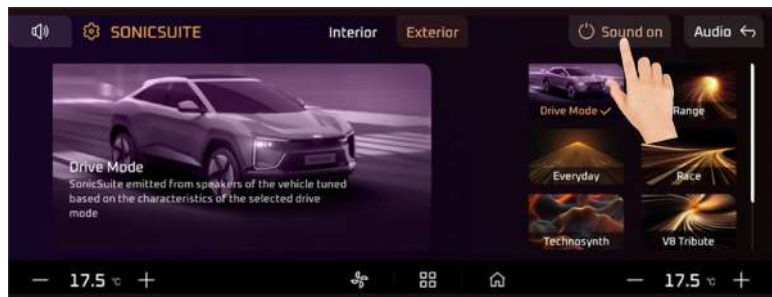 SONICSUITE
Interior
Exterior
Sound on
Audio
Drive Mode
SonicSuite emitted from speakers of the vehicle tuned
based on the characteristics of the selected drive
mode
Drive Mode
Range
Everyday
Race
Technosynth
V8 Tribute
17.5 °C
17.5 °C